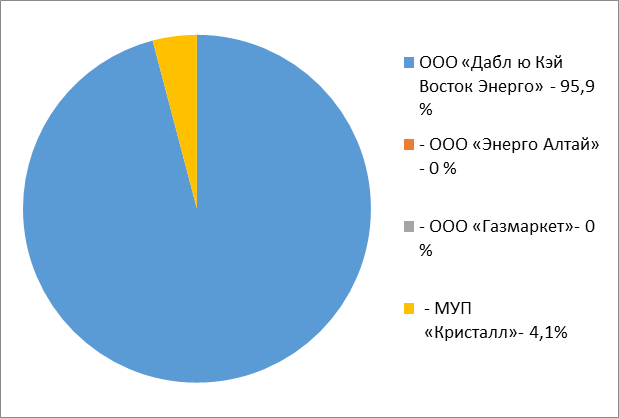 ООО «Дабл ю Кэй
Восток Энерго» - 95,9
%
- ООО «Энерго Алтай»
- 0 %
- ООО «Газмаркет»- 0
%
- МУП
«Кристалл»- 4,1%